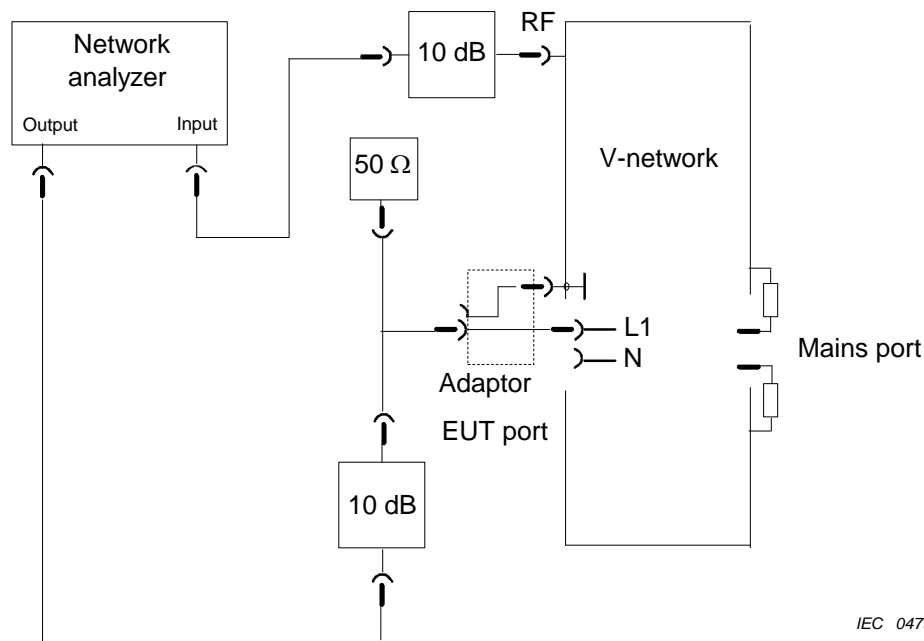 Network
analyzer
Output
Input
10 dB
RF
50 Ω
V-network
L1
N
Adaptor
EUT port
Mains port
10 dB
IEC 047